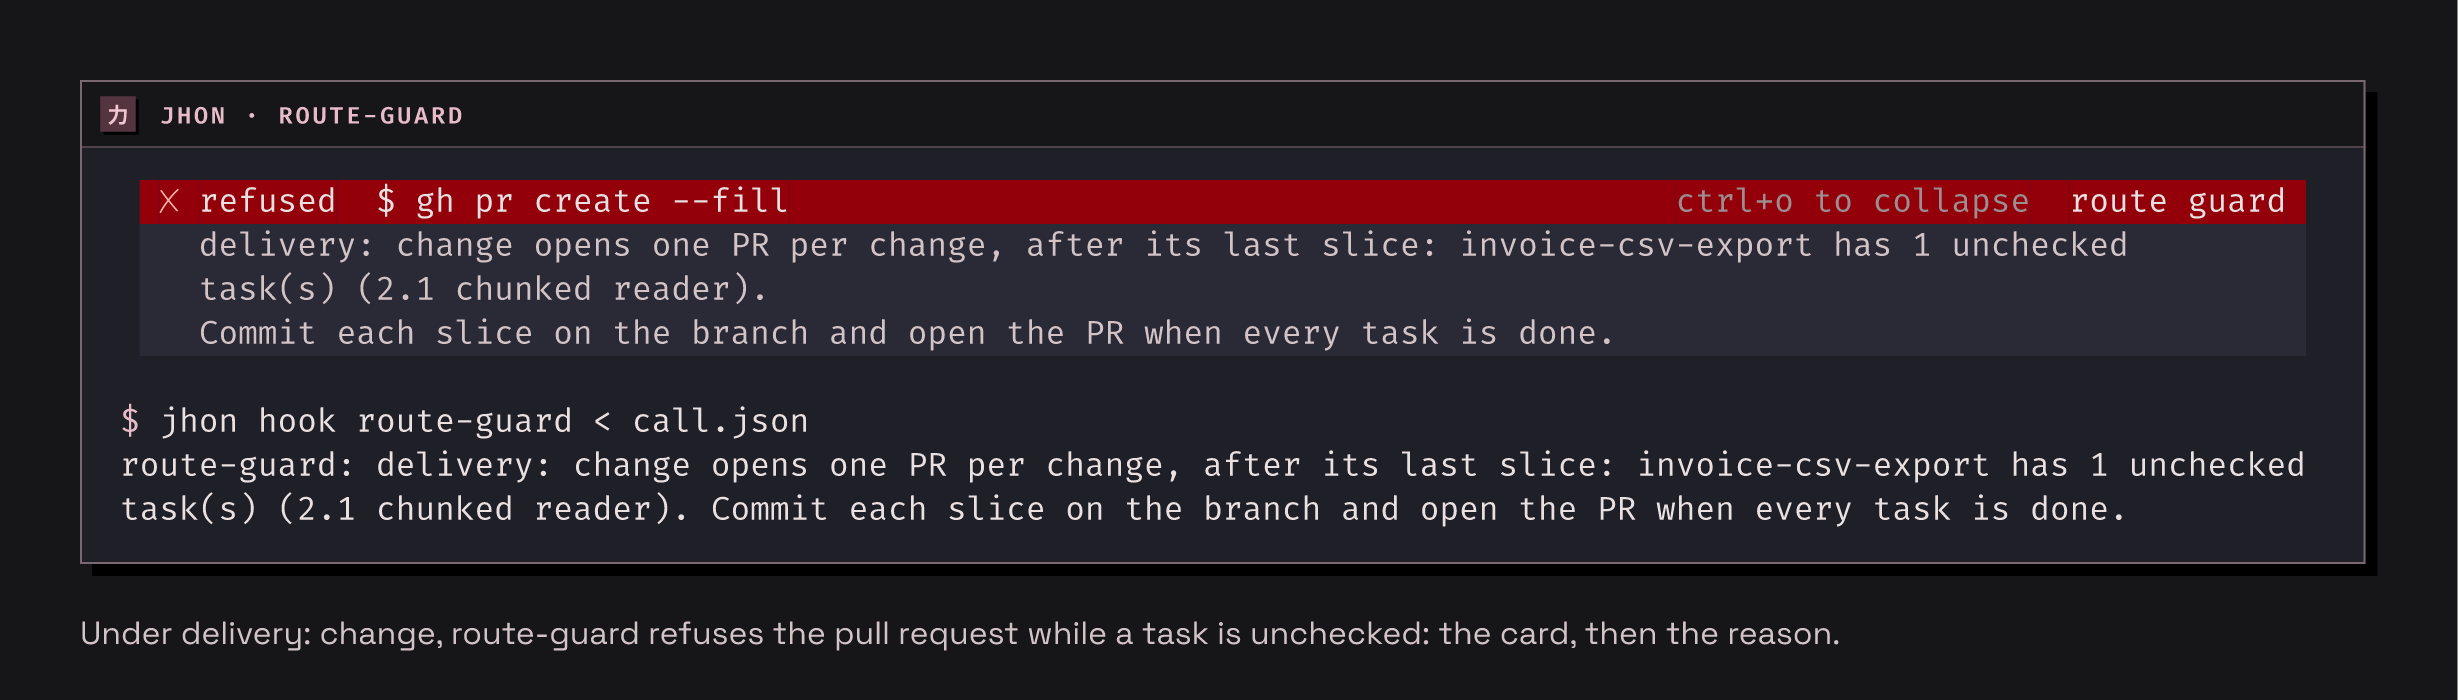 力 JHON · ROUTE-GUARD
╳ refused $ gh pr create --fill ctrl+o to collapse route guard
delivery: change opens one PR per change, after its last slice: invoice-csv-export has 1 unchecked
task(s) (2.1 chunked reader).
Commit each slice on the branch and open the PR when every task is done.
$ jhon hook route-guard < call.json
route-guard: delivery: change opens one PR per change, after its last slice: invoice-csv-export has 1 unchecked
task(s) (2.1 chunked reader). Commit each slice on the branch and open the PR when every task is done.
Under delivery: change, route-guard refuses the pull request while a task is unchecked: the card, then the reason.